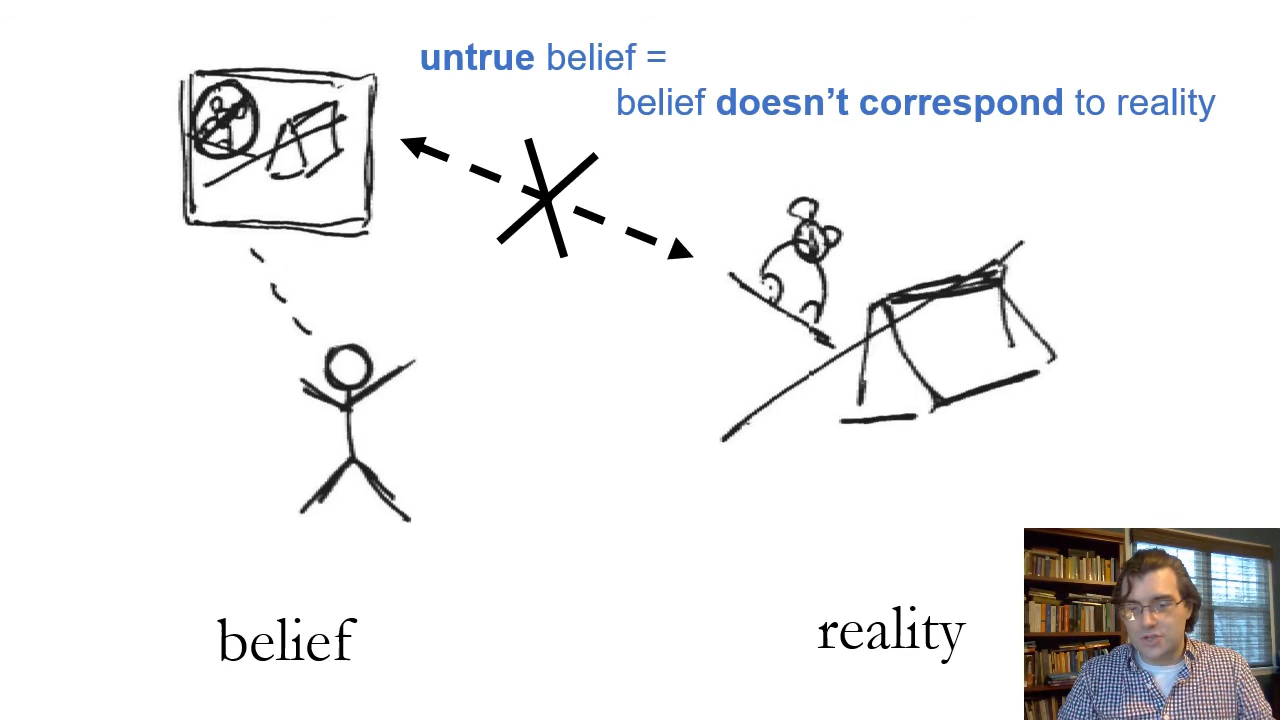 untrue belief =
belief doesn’t correspond to reality
belief
reality